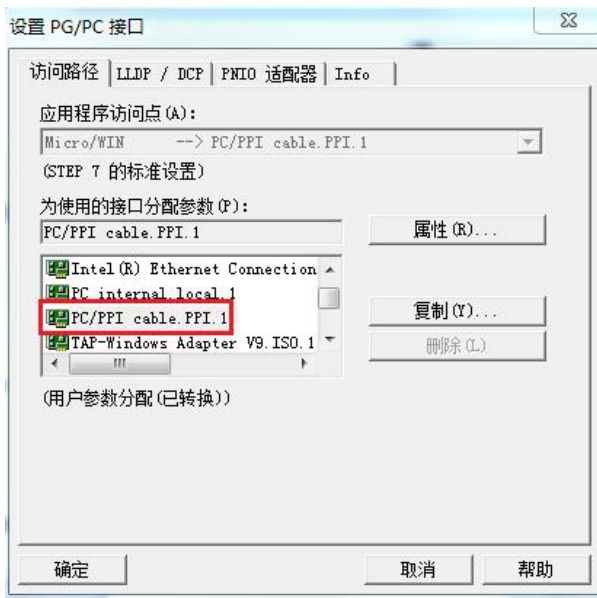 设置 PG/PC 接口
访问路径 LLDP / DCP PNIO 适配器 Info
应用程序访问点(A):
Micro/WIN --> PC/PPI cable.PPI.1
(STEP 7 的标准设置)
为使用的接口分配参数(P):
PC/PPI cable.PPI.1
属性(R)...
Intel(R) Ethernet Connection
PC internal.local.1
PC/PPI cable.PPI.1
TAP-Windows Adapter V9.ISO.1
复制(Y)...
删除(L)
(用户参数分配(已转换))
确定
取消
帮助